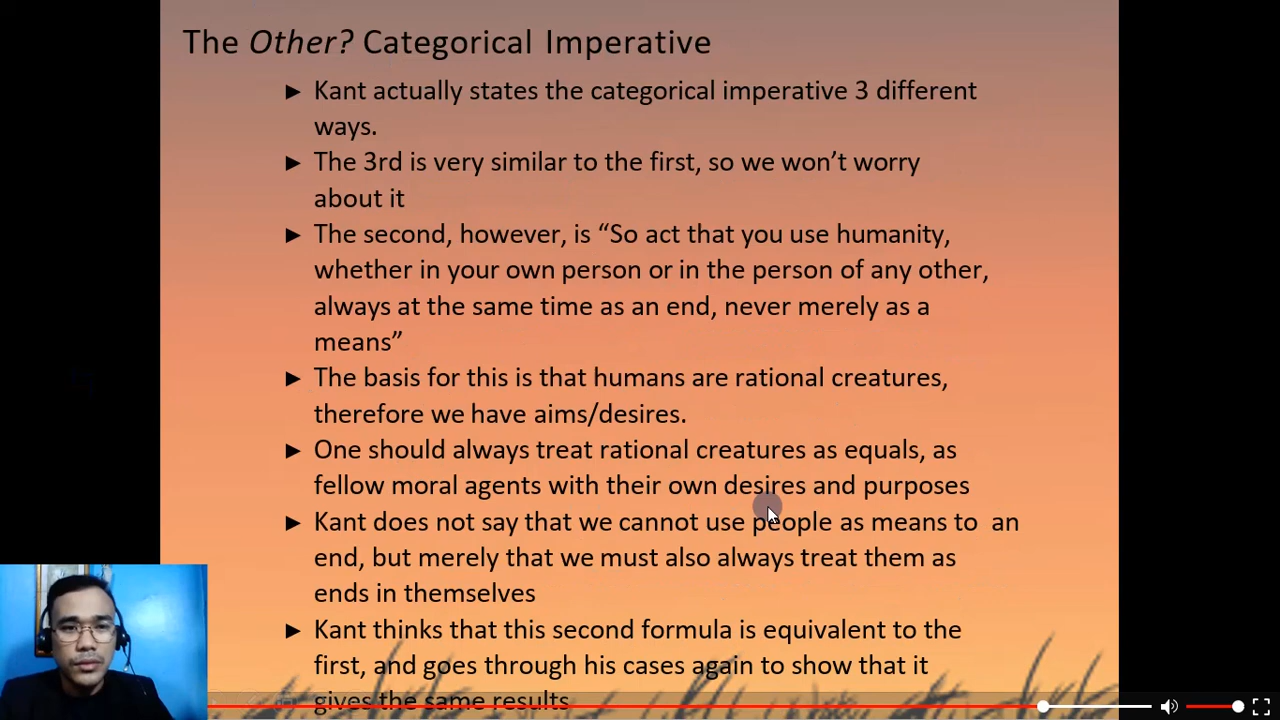 The Other? Categorical Imperative
► Kant actually states the categorical imperative 3 different
ways.
► The 3rd is very similar to the first, so we won’t worry
about it
► The second, however, is “So act that you use humanity,
whether in your own person or in the person of any other,
always at the same time as an end, never merely as a
means”
► The basis for this is that humans are rational creatures,
therefore we have aims/desires.
► One should always treat rational creatures as equals, as
fellow moral agents with their own desires and purposes
► Kant does not say that we cannot use people as means to an
end, but merely that we must also always treat them as
ends in themselves
► Kant thinks that this second formula is equivalent to the
first, and goes through his cases again to show that it
gives the same results